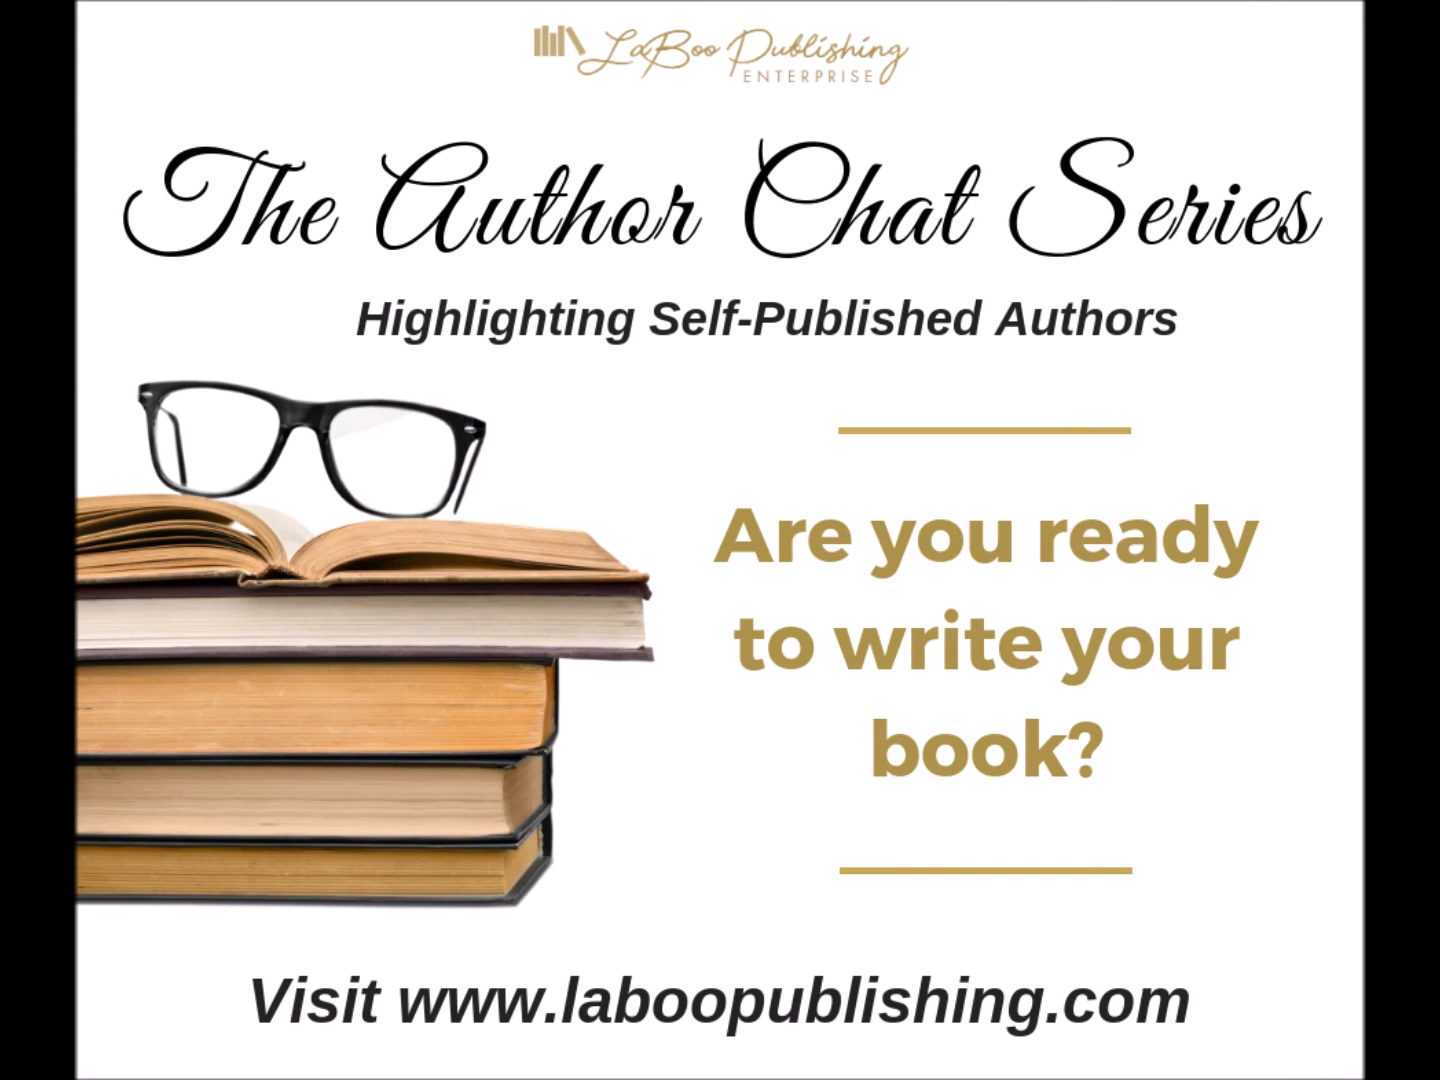 LaBoo Publishing
ENTERPRISE
The Author Chat Series
Highlighting Self-Published Authors
Are you ready
to write your
book?
Visit www.laboopublishing.com